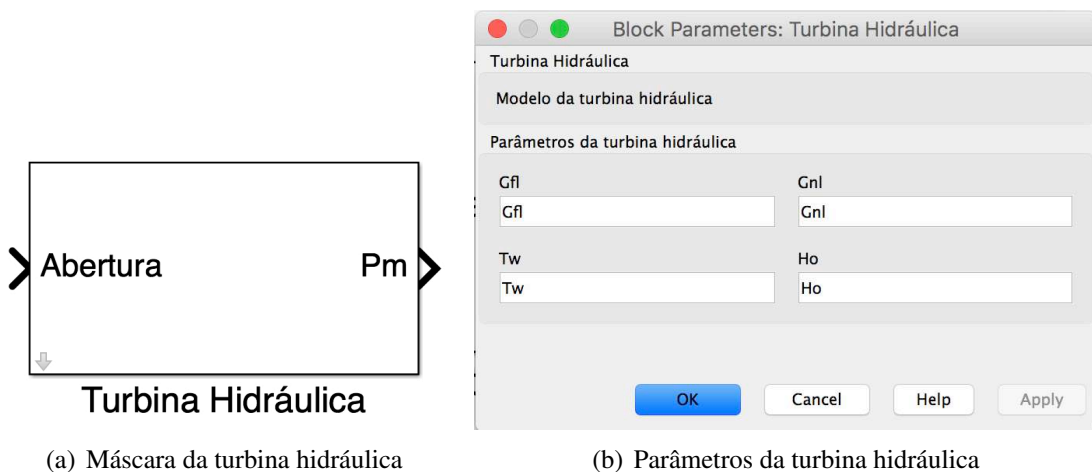 Abertura
Pm
Turbina Hidráulica
Block Parameters: Turbina Hidráulica
Turbina Hidráulica
Modelo da turbina hidráulica
Parâmetros da turbina hidráulica
Gfl Gnl
Gfl Gnl
Tw Ho
Tw Ho
OK Cancel Help Apply
(a) Máscara da turbina hidráulica
(b) Parâmetros da turbina hidráulica